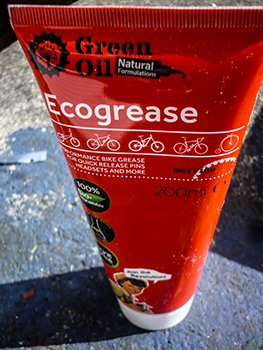 Green
Oil Natural
Formulations
Ecogrease
PERFORMANCE BIKE GREASE
FOR QUICK RELEASE PINS
HEADSETS AND MORE
200ml
100%
Join the
Revolution!